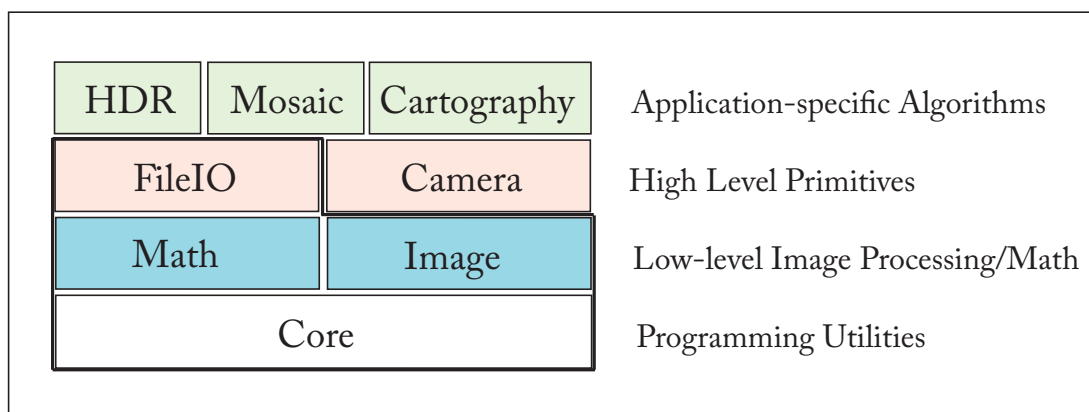 HDR Mosaic Cartography Application-specific Algorithms
FileIO Camera High Level Primitives
Math Image Low-level Image Processing/Math
Core Programming Utilities